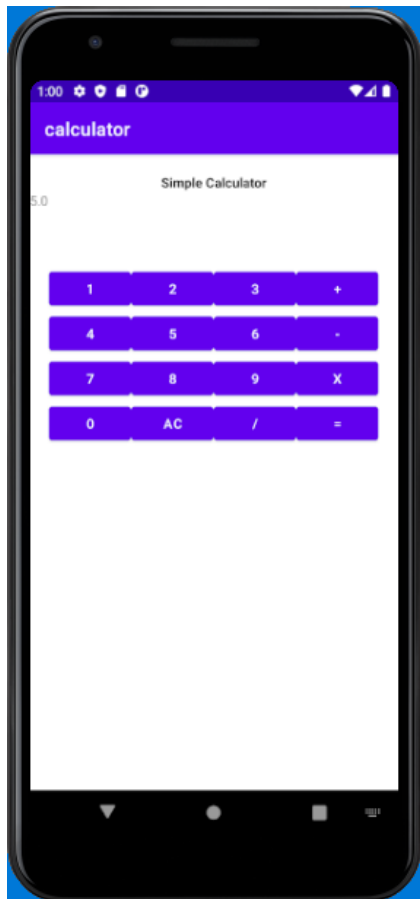 1:00
calculator
Simple Calculator
5.0
1 2 3 +
4 5 6 -
7 8 9 X
0 AC / =